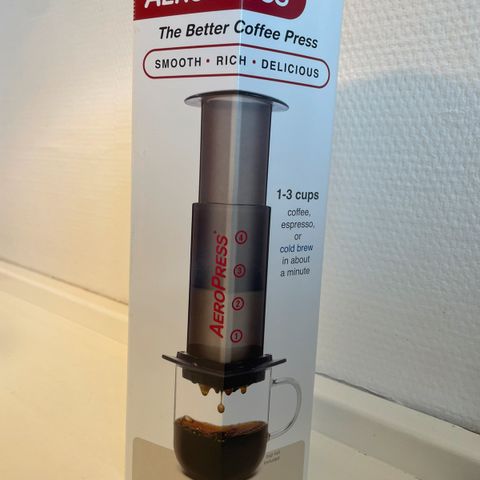 AEROPRESS
The Better Coffee Press
SMOOTH • RICH • DELICIOUS
1-3 cups
coffee,
espresso,
or
cold brew
in about
a minute
AEROPRESS®
4
3
2
1